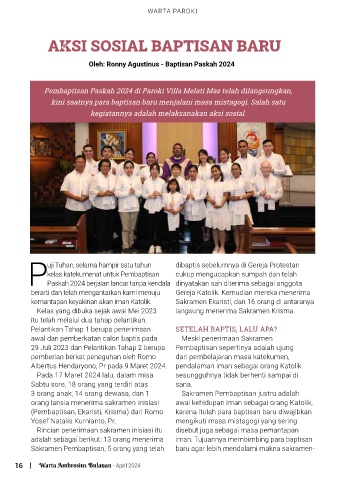 WARTA PAROKI
AKSI SOSIAL BAPTISAN BARU
Oleh: Ronny Agustinus - Baptisan Paskah 2024
Pembaptisan Paskah 2024 di Paroki Villa Melati Mas telah dilangsungkan,
kini saatnya para baptisan baru menjalani masa mistagogi. Salah satu
kegiatannya adalah melaksanakan aksi sosial.
Puji Tuhan, selama hampir satu tahun
kelas katekumenat untuk Pembaptisan
Paskah 2024 berjalan lancar tanpa kendala
berarti dan telah mengantarkan kami menuju
kemantapan keyakinan akan iman Katolik.
Kelas yang dibuka sejak awal Mei 2023
itu telah melalui dua tahap pelantikan.
Pelantikan Tahap 1 berupa penerimaan
awal dan pemberkatan calon baptis pada
29 Juli 2023 dan Pelantikan Tahap 2 berupa
pemberian berkat peneguhan oleh Romo
Albertus Hendaryono, Pr pada 9 Maret 2024.
Pada 17 Maret 2024 lalu, dalam misa
Sabtu sore, 18 orang yang terdiri atas
3 orang anak, 14 orang dewasa, dan 1
orang lansia menerima sakramen inisiasi
(Pembaptisan, Ekaristi, Krisma) dari Romo
Yosef Natalis Kurnianto, Pr.
Rincian penerimaan sakramen inisiasi itu
adalah sebagai berikut: 13 orang menerima
Sakramen Pembaptisan, 5 orang yang telah
dibaptis sebelumnya di Gereja Protestan
cukup mengucapkan sumpah dan telah
dinyatakan sah diterima sebagai anggota
Gereja Katolik. Kemudian mereka menerima
Sakramen Ekaristi, dan 16 orang di antaranya
langsung menerima Sakramen Krisma.
SETELAH BAPTIS, LALU APA?
Meski penerimaan Sakramen
Pembaptisan sepertinya adalah ujung
dari pembelajaran masa katekumen,
pendalaman iman sebagai orang Katolik
sesungguhnya tidak berhenti sampai di
sana.
Sakramen Pembaptisan justru adalah
awal kehidupan iman sebagai orang Katolik,
karena itulah para baptisan baru diwajibkan
mengikuti masa mistagogi yang sering
disebut juga sebagai masa pemantapan
iman. Tujuannya membimbing para baptisan
baru agar lebih mendalami makna sakramen-
16 | Warta Ambrosius Bulanan - April 2024